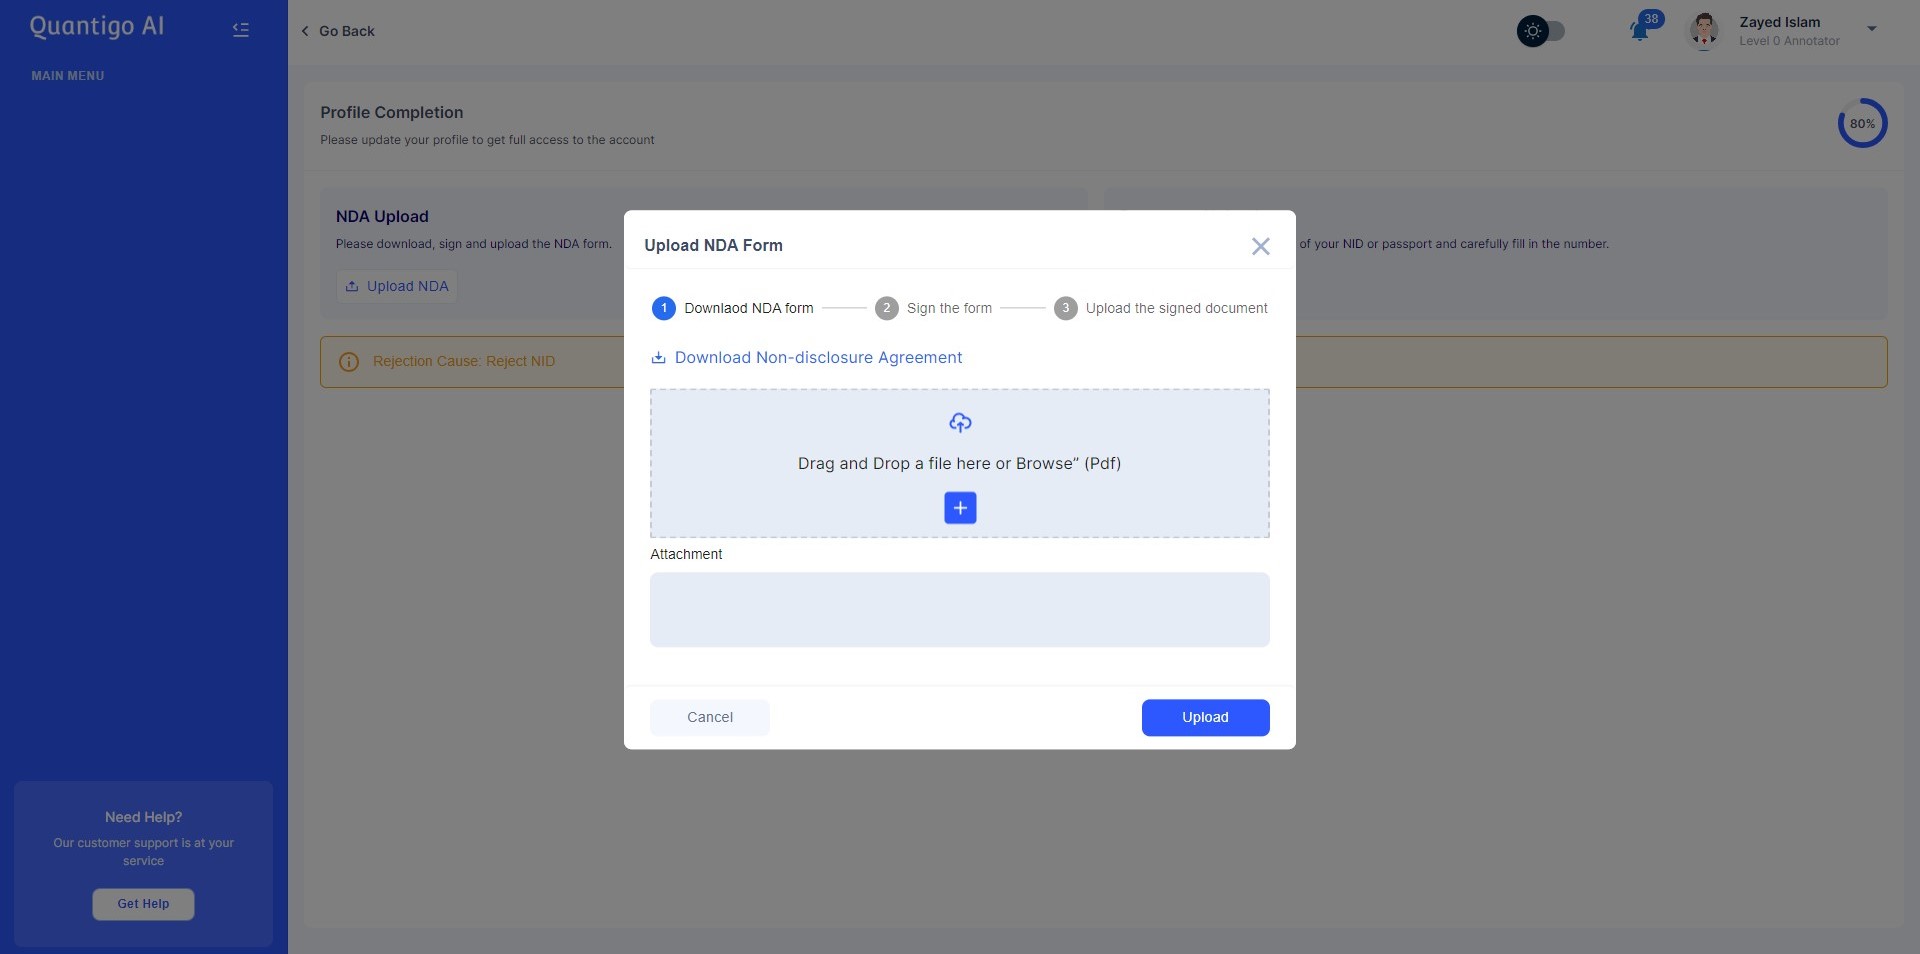 Quantigo AI
MAIN MENU
Go Back
38
Zayed Islam
Level 0 Annotator
Profile Completion
Please update your profile to get full access to the account
80%
NDA Upload
Please download, sign and upload the NDA form.
Upload NDA
of your NID or passport and carefully fill in the number.
Rejection Cause: Reject NID
Upload NDA Form
1 Downlaod NDA form 2 Sign the form 3 Upload the signed document
Download Non-disclosure Agreement
Drag and Drop a file here or Browse” (Pdf)
Attachment
Cancel
Upload
Need Help?
Our customer support is at your
service
Get Help